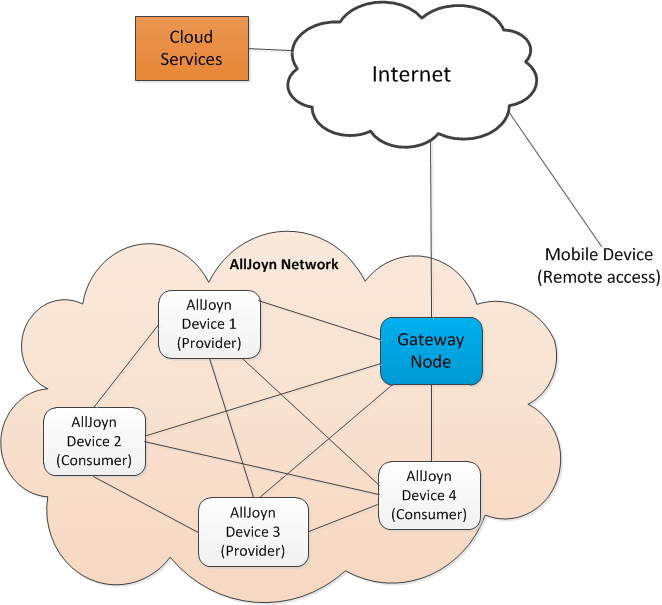 Cloud
Services
Internet
Mobile Device
(Remote access)
AllJoyn Network
AllJoyn
Device 1
(Provider)
Gateway
Node
AllJoyn
Device 2
(Consumer)
AllJoyn
Device 4
(Consumer)
AllJoyn
Device 3
(Provider)